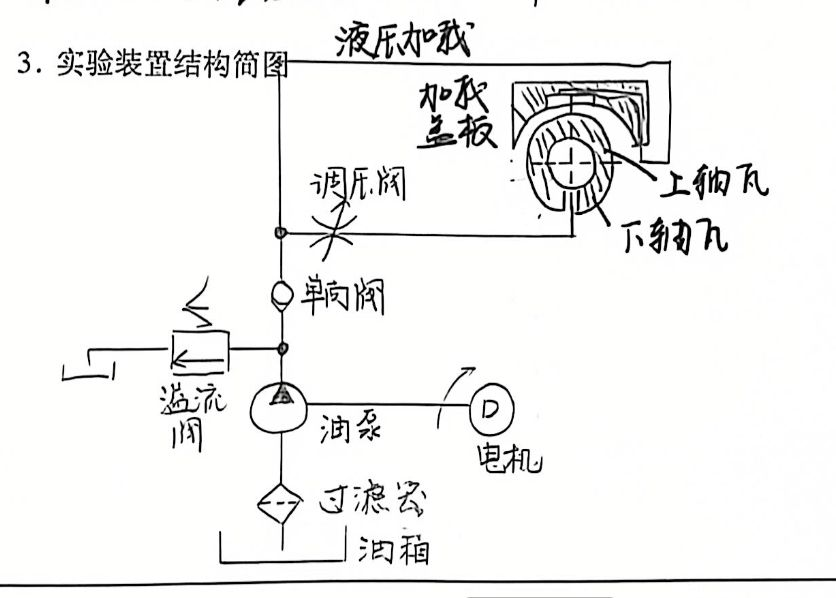 3. 实验装置结构简图
液压加载
加载
盖板
调压阀
上轴瓦
下轴瓦
单向阀
溢流
阀
油泵
D
电机
过滤器
油箱